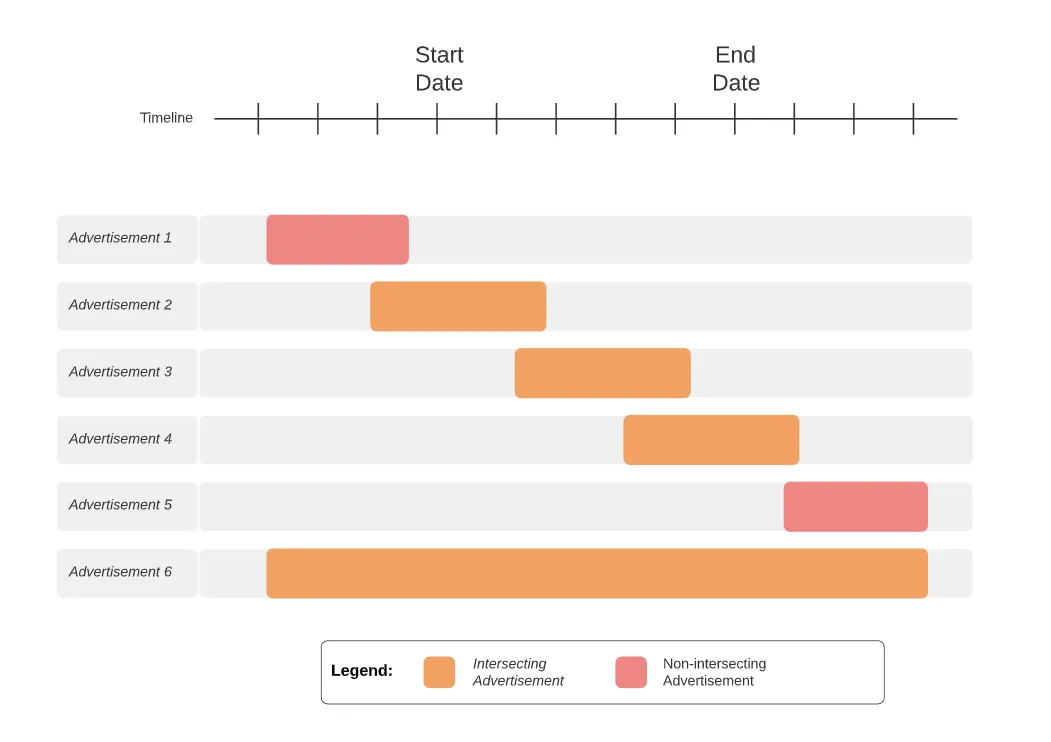 Start
Date
End
Date
Timeline
Advertisement 1
Advertisement 2
Advertisement 3
Advertisement 4
Advertisement 5
Advertisement 6
Legend:
Intersecting
Advertisement
Non-intersecting
Advertisement